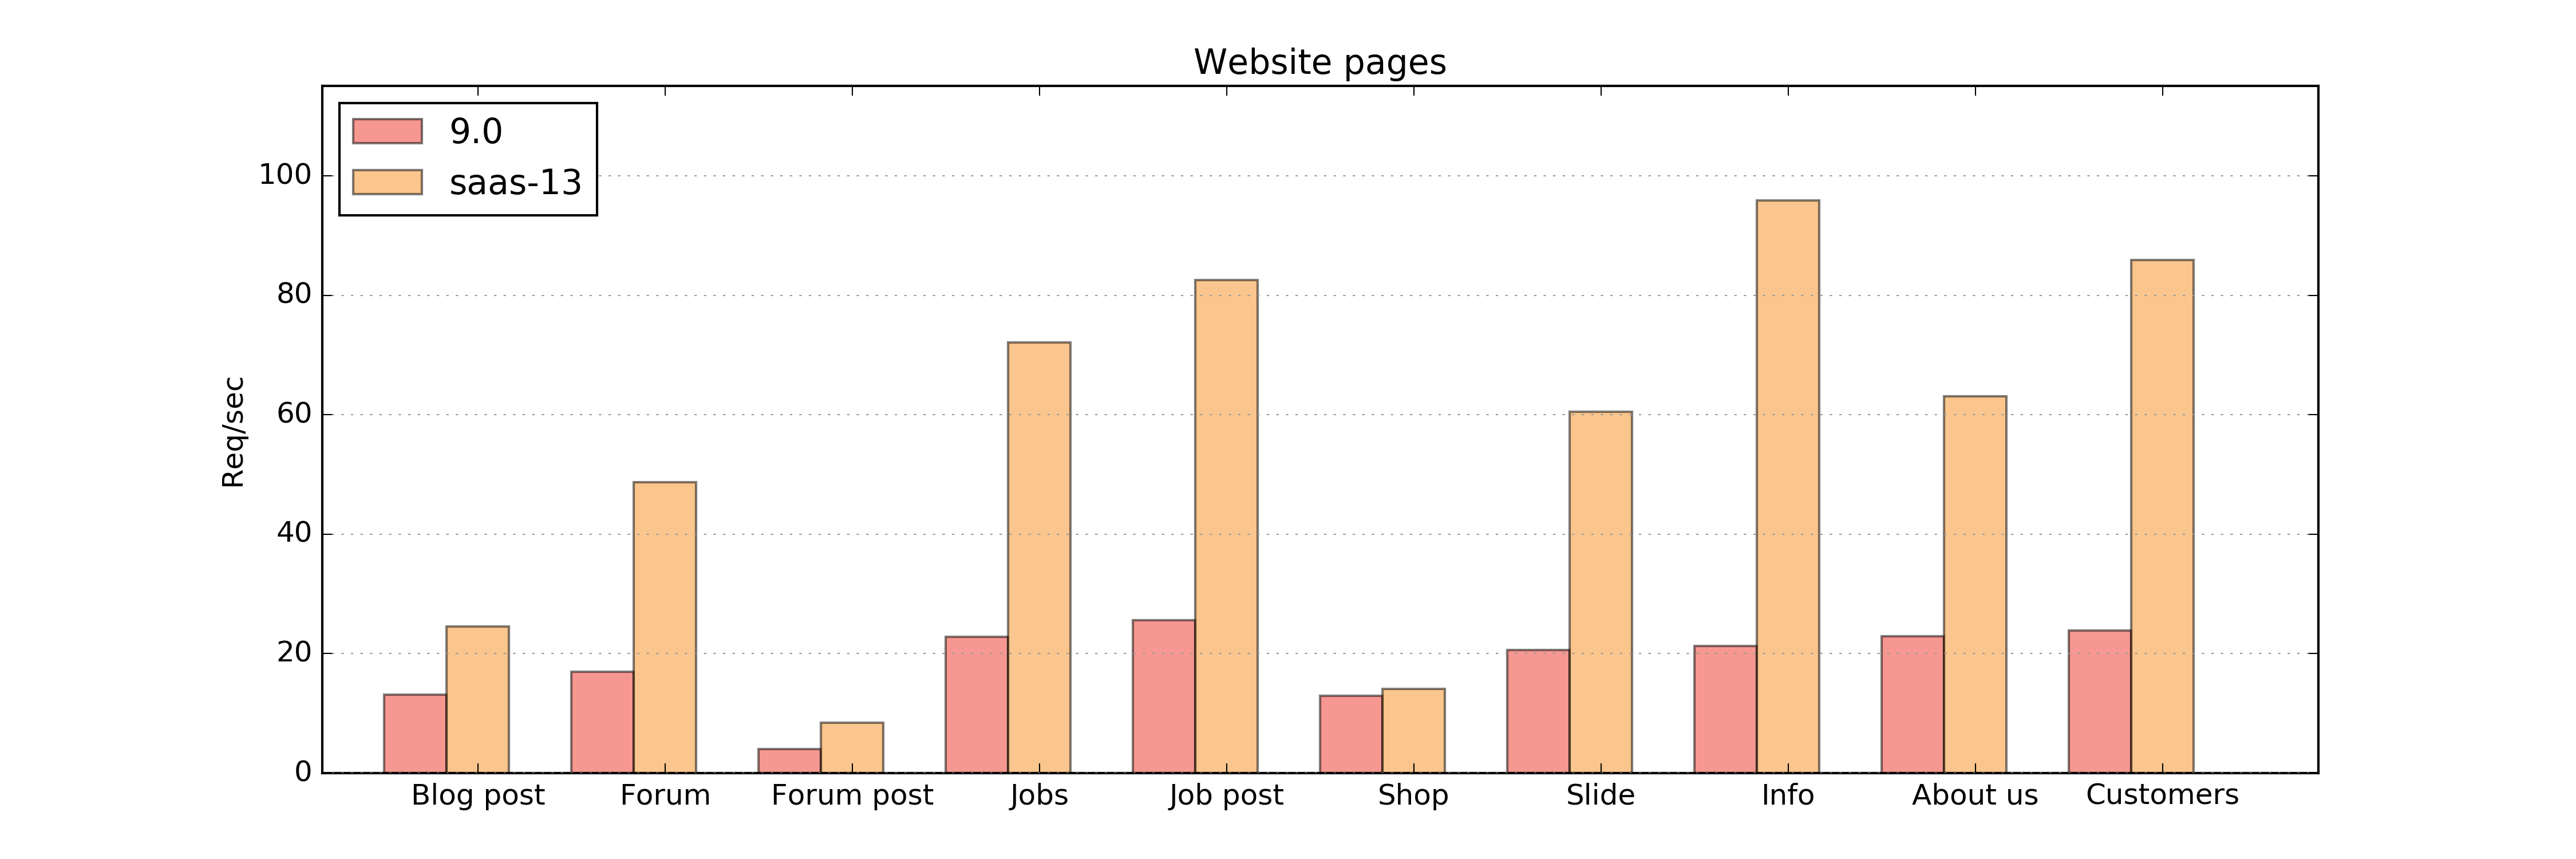 Website pages
9.0
saas-13
Req/sec
100
80
60
40
20
0
Blog post Forum Forum post Jobs Job post Shop Slide Info About us Customers